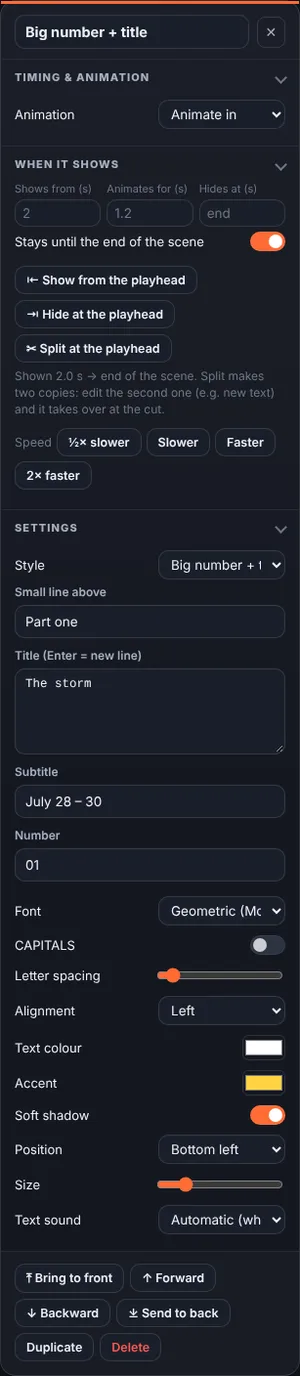 Big number + title ✕
TIMING & ANIMATION
Animation Animate in
WHEN IT SHOWS
Shows from (s) Animates for (s) Hides at (s)
2 1.2 end
Stays until the end of the scene
⇤ Show from the playhead
⇥ Hide at the playhead
✂ Split at the playhead
Shown 2.0 s → end of the scene. Split makes
two copies: edit the second one (e.g. new text)
and it takes over at the cut.
Speed ½× slower Slower Faster
2× faster
SETTINGS
Style Big number + t
Small line above
Part one
Title (Enter = new line)
The storm
Subtitle
July 28 – 30
Number
01
Font Geometric (Mo
CAPITALS
Letter spacing
Alignment Left
Text colour
Accent
Soft shadow
Position Bottom left
Size
Text sound Automatic (wh
⤒ Bring to front ↑ Forward
↓ Backward ⤓ Send to back
Duplicate Delete